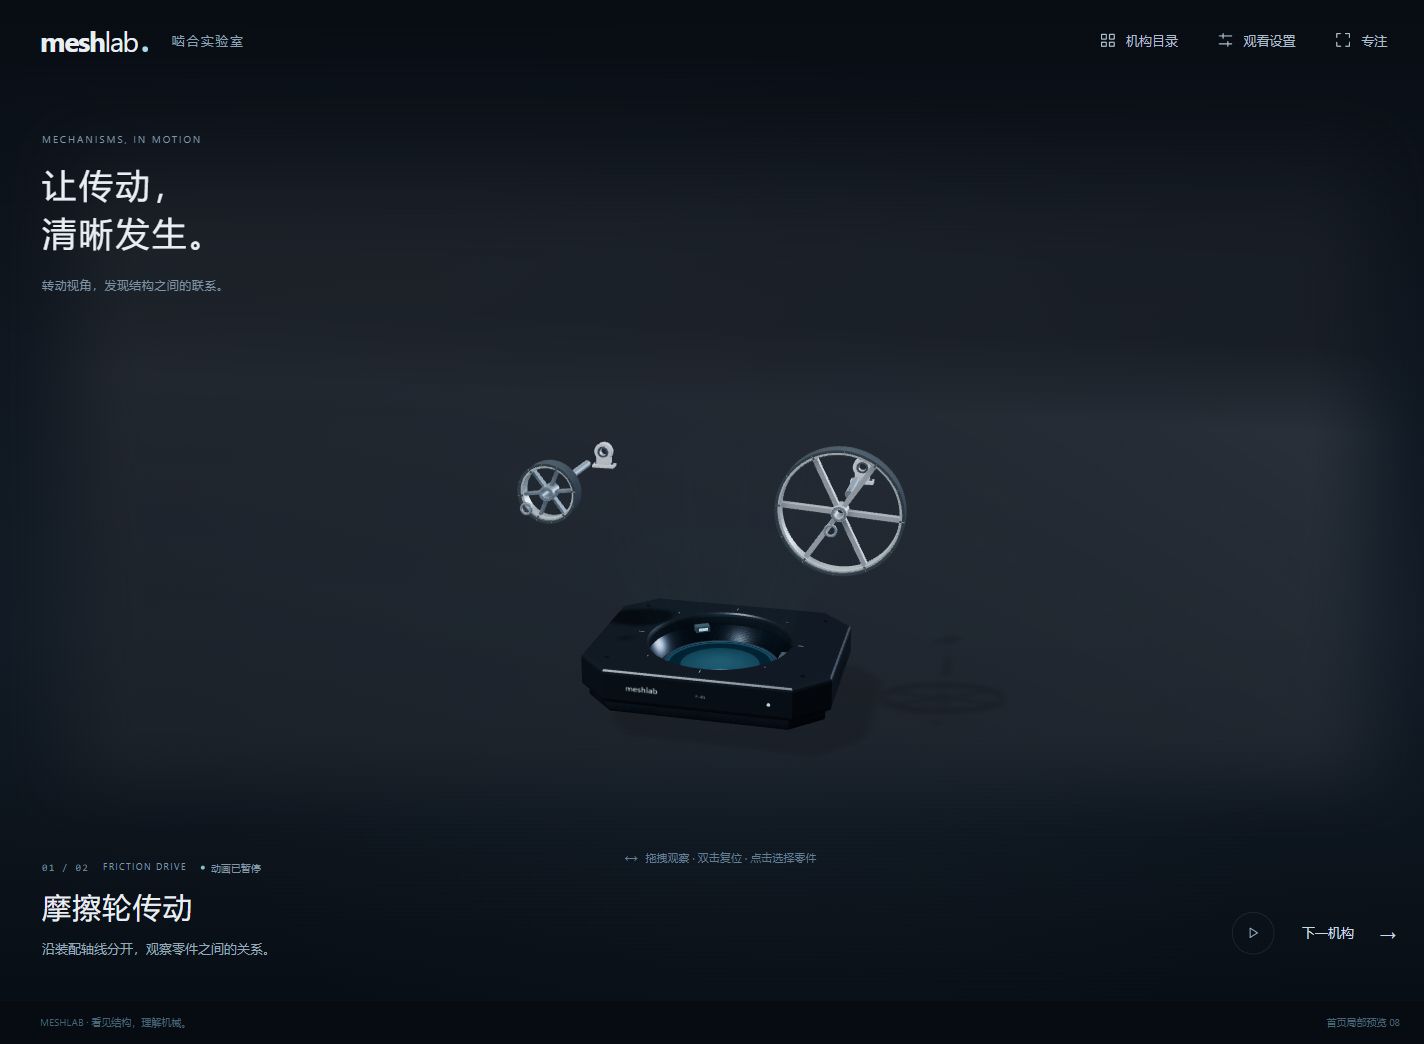 meshlab. 啮合实验室
机构目录
观看设置
专注
MECHANISMS, IN MOTION
让传动，
清晰发生。
转动视角，发现结构之间的联系。
meshlab
↔ 拖拽观察 · 双击复位 · 点击选择零件
01 / 02 FRICTION DRIVE • 动画已暂停
摩擦轮传动
沿装配轴线分开，观察零件之间的关系。
下一机构 →
MESHLAB · 看见结构，理解机械。
首页局部预览 08